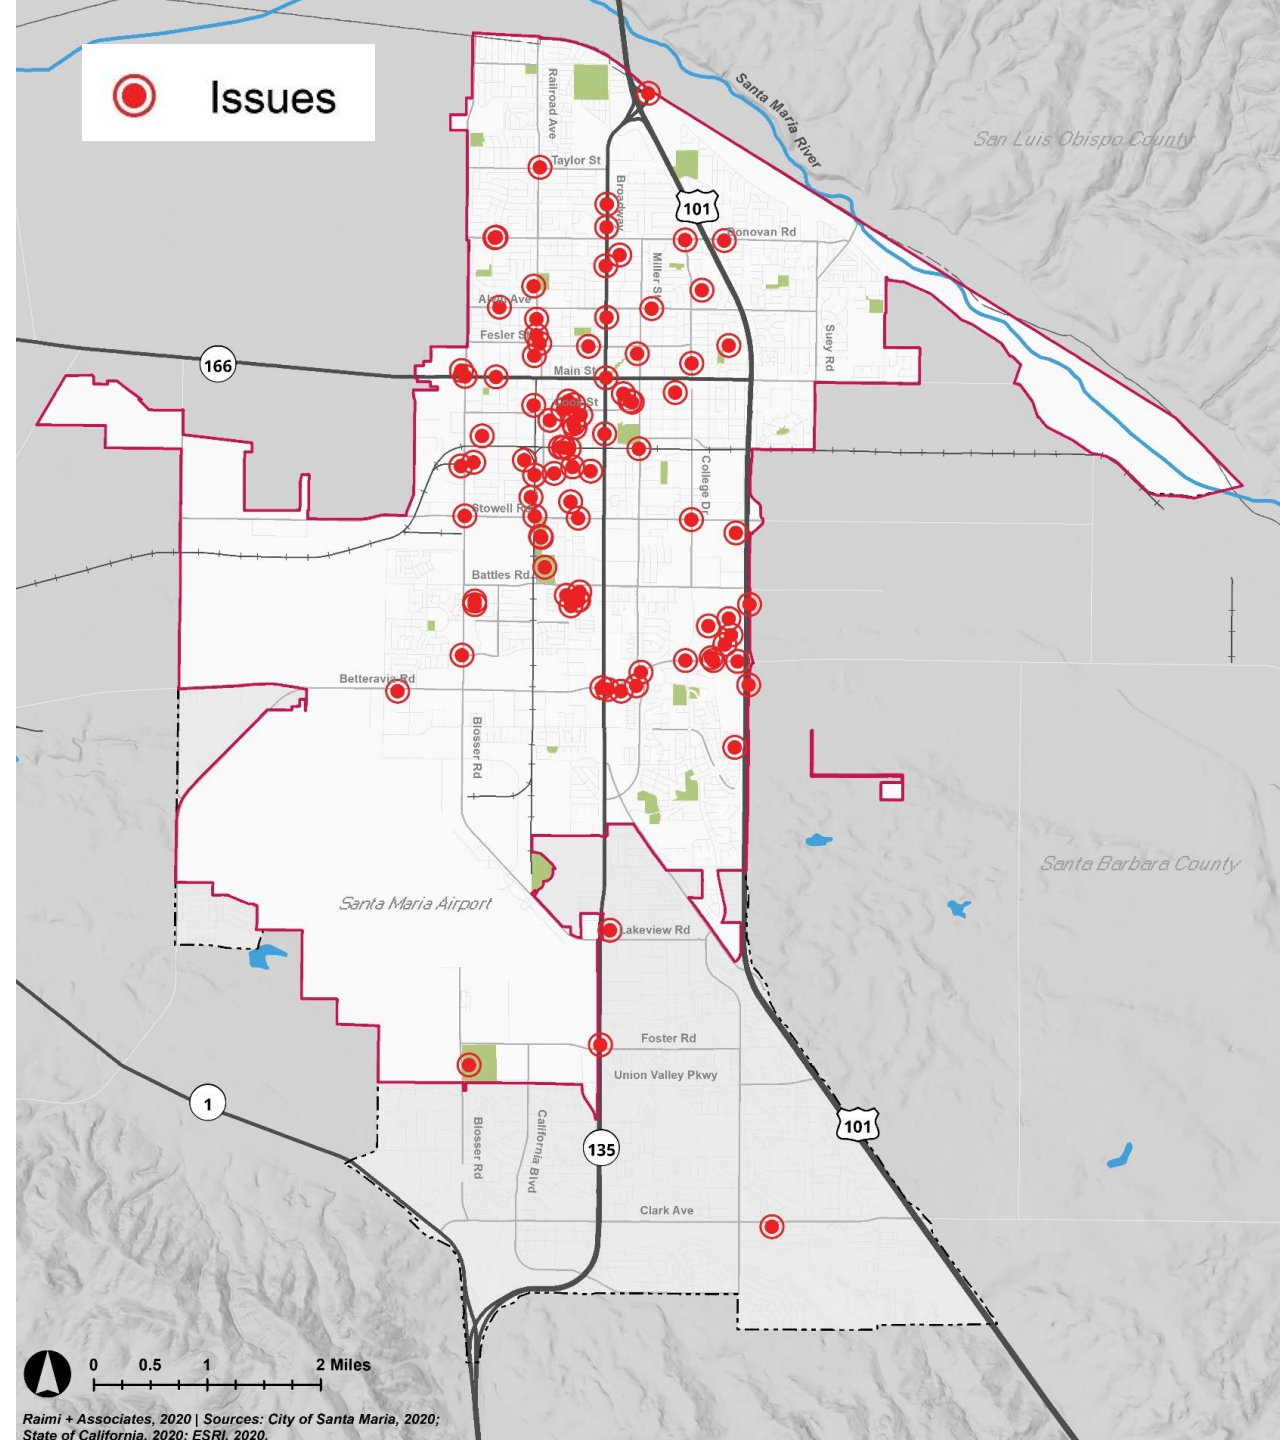 Issues
Railroad Ave
Santa Maria River
San Luis Obispo County
Taylor St
Broadway
101
Donovan Rd
Miller St
Alvin Ave
Suey Rd
Fesler St
166
Main St
Cook St
College Dr
Stowell Rd
Battles Rd
Betteravia Rd
Blosser Rd
Santa Barbara County
Santa Maria Airport
Lakeview Rd
Foster Rd
Union Valley Pkwy
1
101
135
Blosser Rd
California Blvd
Clark Ave
0 0.5 1 2 Miles
Raimi + Associates, 2020 | Sources: City of Santa Maria, 2020;
State of California, 2020; ESRI, 2020.